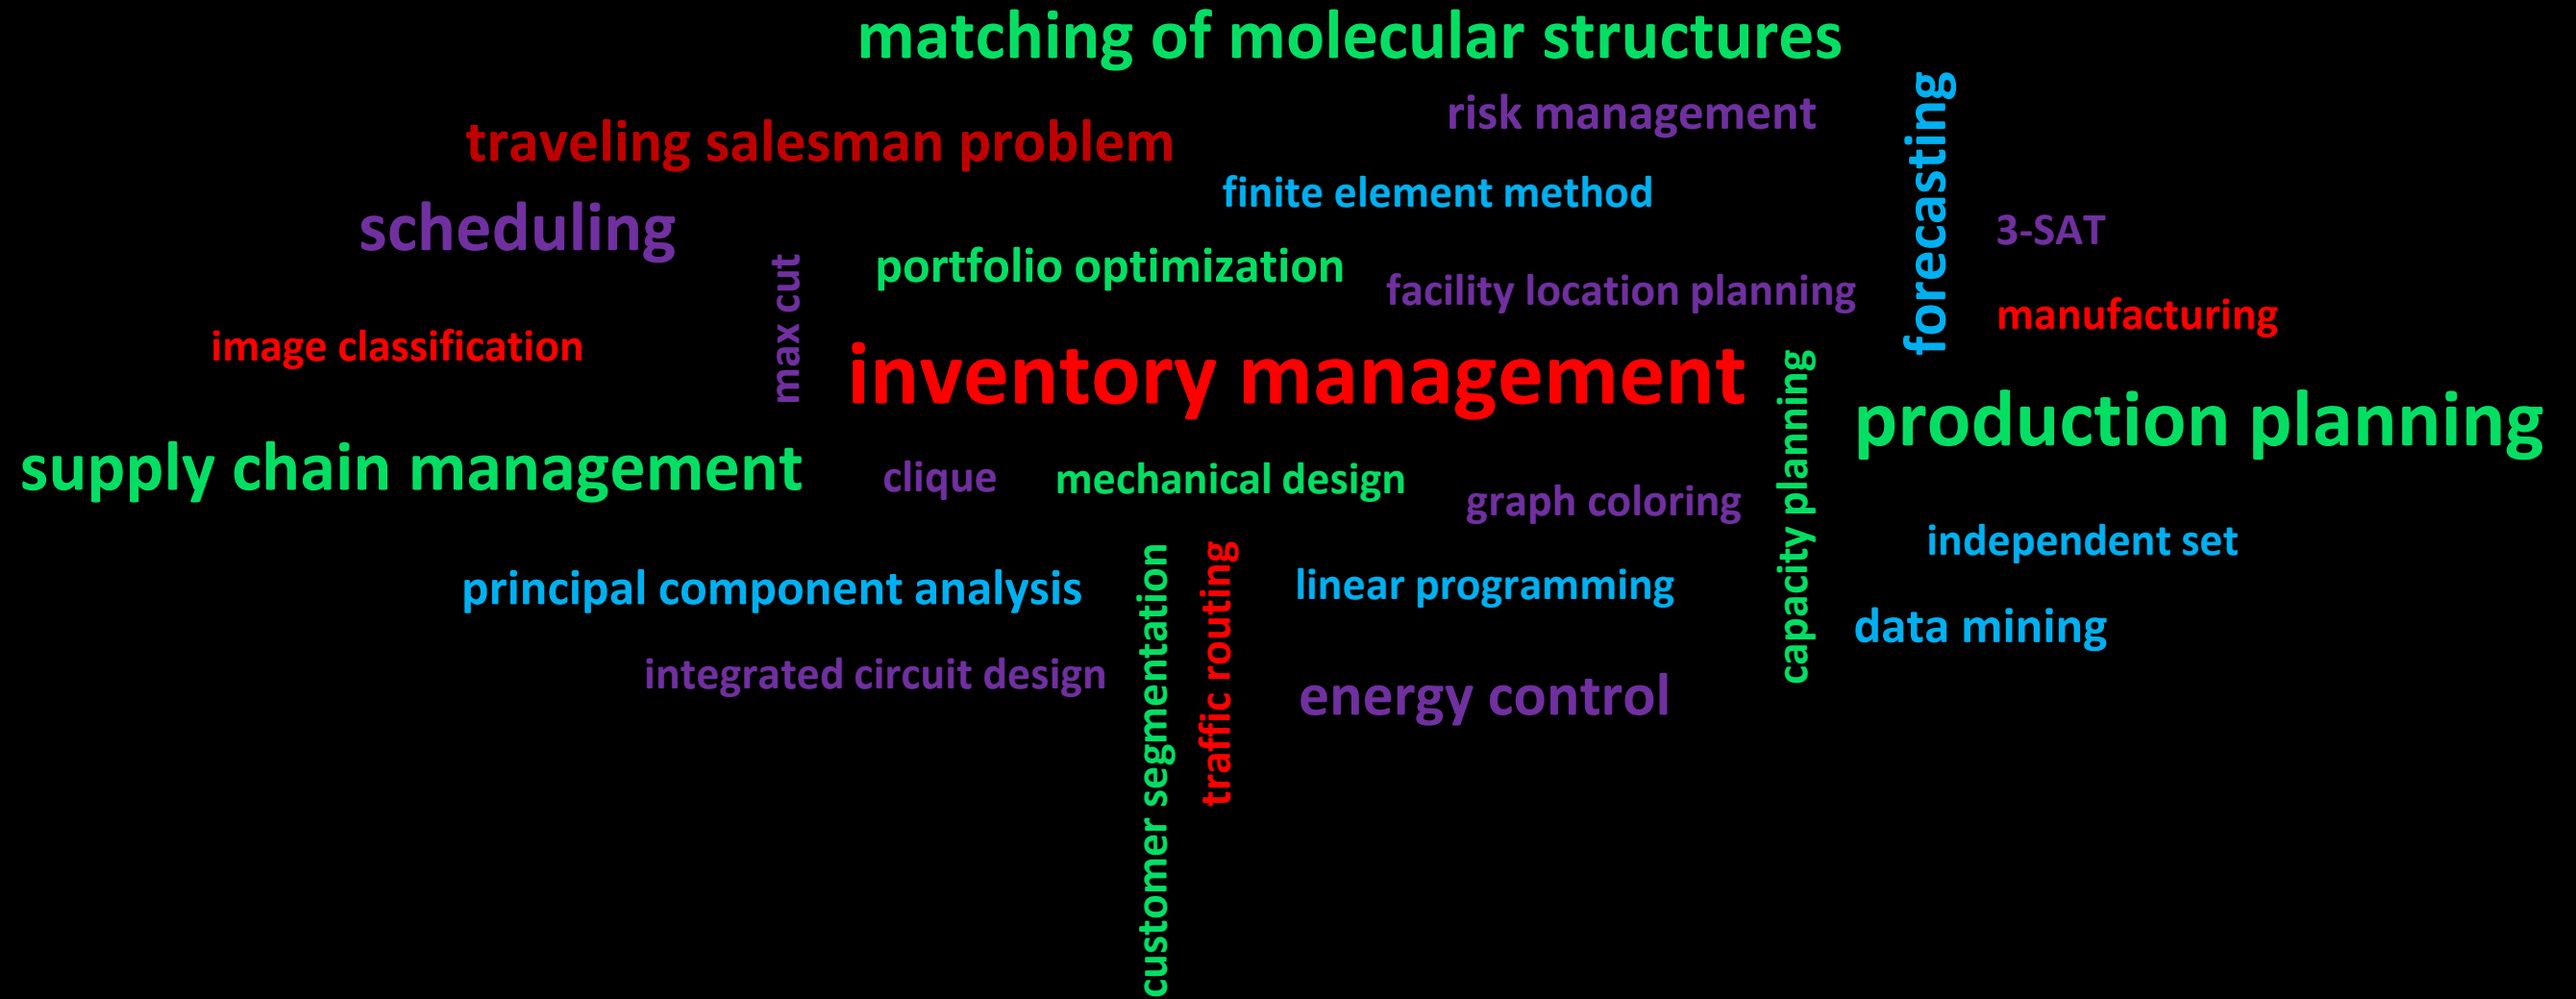 matching of molecular structures
risk management
traveling salesman problem
forecasting
finite element method
scheduling
3-SAT
max cut
portfolio optimization
facility location planning
manufacturing
image classification
inventory management
capacity planning
production planning
supply chain management
clique
mechanical design
graph coloring
independent set
principal component analysis
customer segmentation
traffic routing
linear programming
data mining
integrated circuit design
energy control